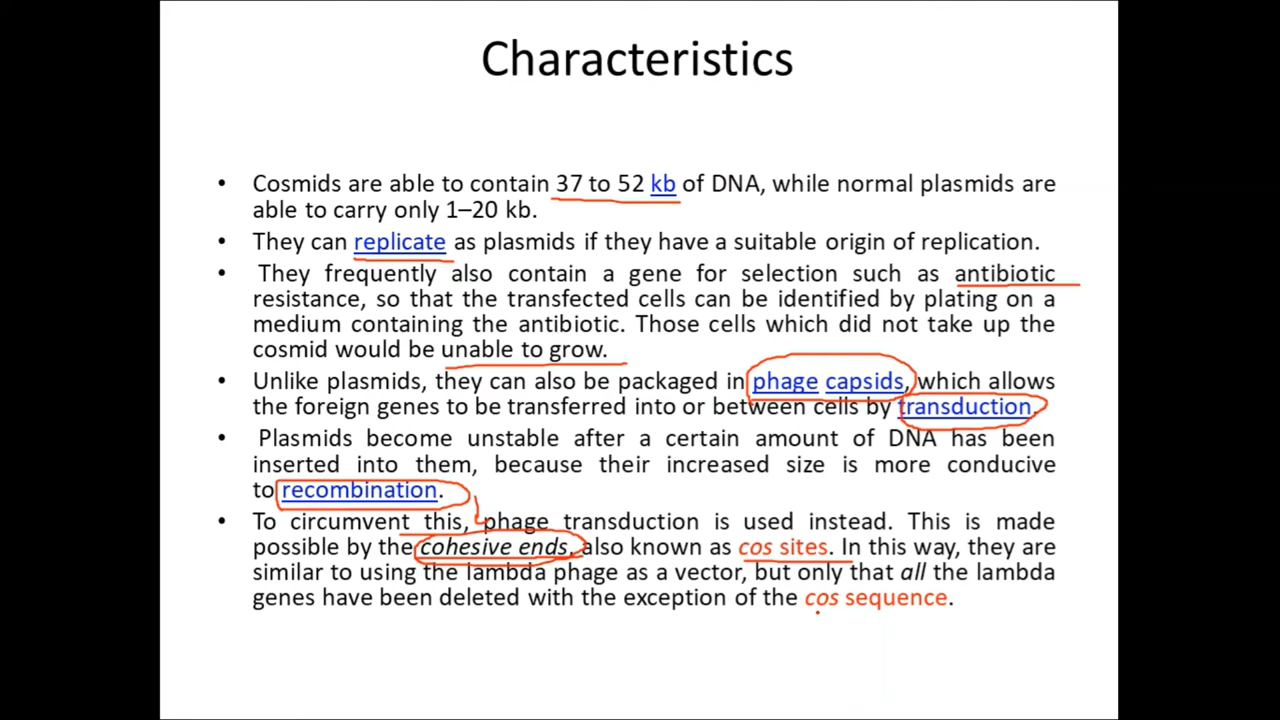 Characteristics
• Cosmids are able to contain 37 to 52 kb of DNA, while normal plasmids are
able to carry only 1–20 kb.
• They can replicate as plasmids if they have a suitable origin of replication.
• They frequently also contain a gene for selection such as antibiotic
resistance, so that the transfected cells can be identified by plating on a
medium containing the antibiotic. Those cells which did not take up the
cosmid would be unable to grow.
• Unlike plasmids, they can also be packaged in phage capsids, which allows
the foreign genes to be transferred into or between cells by transduction.
• Plasmids become unstable after a certain amount of DNA has been
inserted into them, because their increased size is more conducive
to recombination.
• To circumvent this, phage transduction is used instead. This is made
possible by the cohesive ends, also known as cos sites. In this way, they are
similar to using the lambda phage as a vector, but only that all the lambda
genes have been deleted with the exception of the cos sequence.